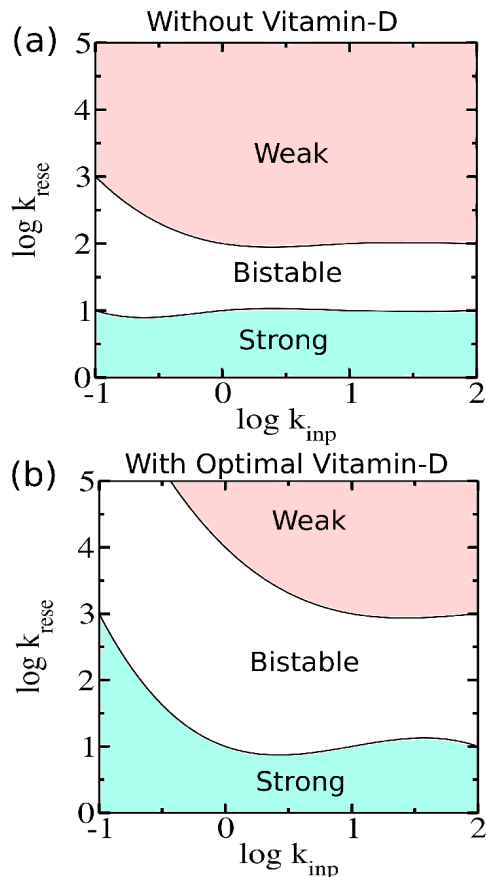 Without Vitamin-D
(a)
5
4
Weak
log k_rese
3
2
Bistable
1
Strong
0
-1 0 1 2
log k_inp
With Optimal Vitamin-D
(b)
5
Weak
4
log k_rese
3
Bistable
2
1
Strong
0
-1 0 1 2
log k_inp